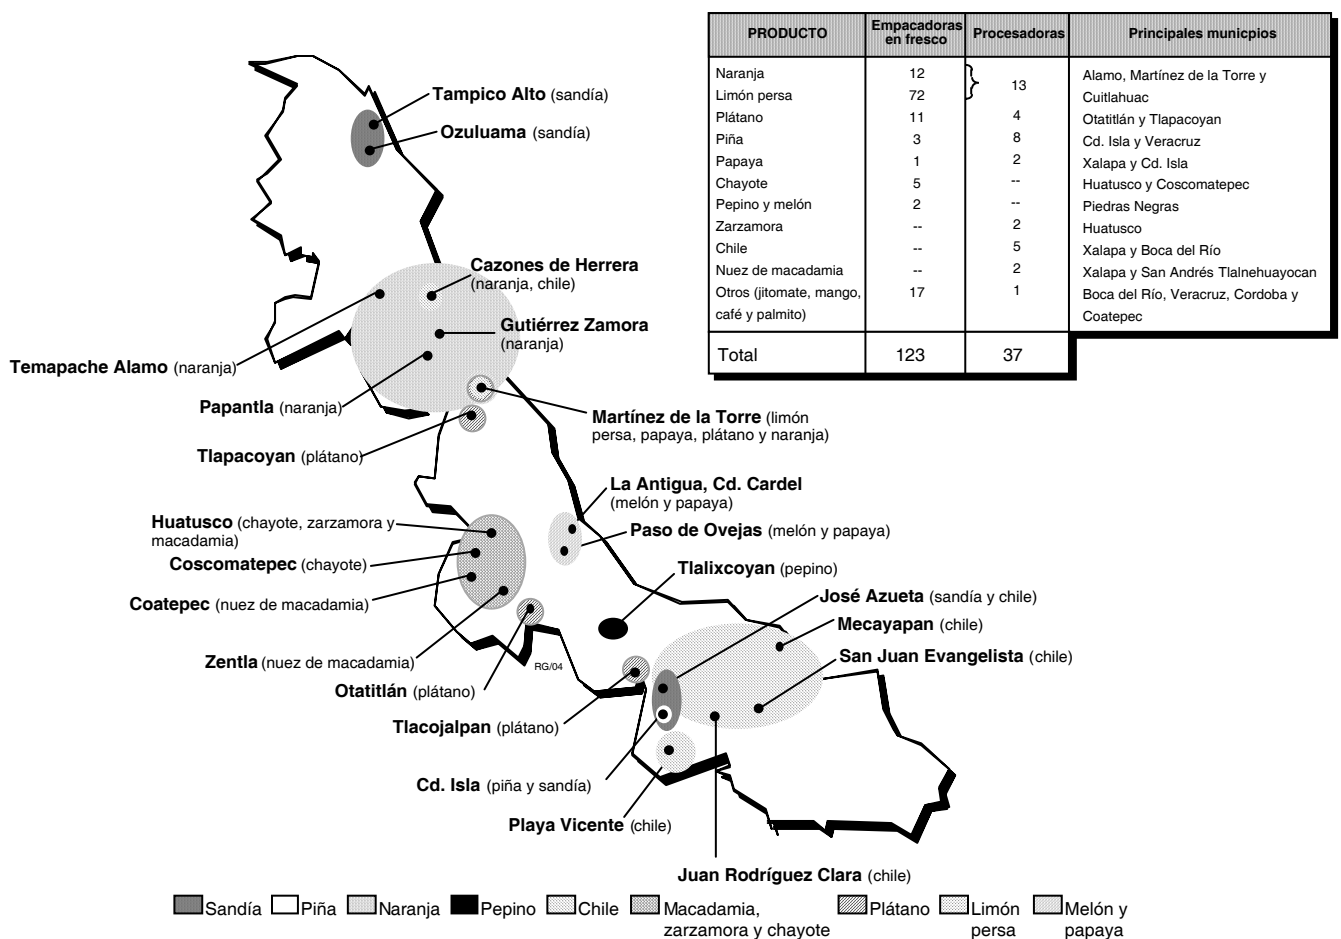 PRODUCTO Empacadoras en fresco Procesadoras Principales municpios
Naranja 12 13 Alamo, Martínez de la Torre y
Limón persa 72 Cuitlahuac
Plátano 11 4 Otatitlán y Tlapacoyan
Piña 3 8 Cd. Isla y Veracruz
Papaya 1 2 Xalapa y Cd. Isla
Chayote 5 -- Huatusco y Coscomatepec
Pepino y melón 2 -- Piedras Negras
Zarzamora -- 2 Huatusco
Chile -- 5 Xalapa y Boca del Río
Nuez de macadamia -- 2 Xalapa y San Andrés Tlalnehuayocan
Otros (jitomate, mango, 17 1 Boca del Río, Veracruz, Cordoba y
café y palmito) Coatepec
Total 123 37
Tampico Alto (sandía)
Ozuluama (sandía)
Cazones de Herrera
(naranja, chile)
Gutiérrez Zamora
(naranja)
Temapache Alamo (naranja)
Papantla (naranja)
Martínez de la Torre (limón
persa, papaya, plátano y naranja)
Tlapacoyan (plátano)
La Antigua, Cd. Cardel
(melón y papaya)
Huatusco (chayote, zarzamora y
macadamia)
Paso de Ovejas (melón y papaya)
Coscomatepec (chayote)
Tlalixcoyan (pepino)
Coatepec (nuez de macadamia)
José Azueta (sandía y chile)
Mecayapan (chile)
Zentla (nuez de macadamia)
San Juan Evangelista (chile)
RG/04
Otatitlán (plátano)
Tlacojalpan (plátano)
Cd. Isla (piña y sandía)
Playa Vicente (chile)
Juan Rodríguez Clara (chile)
Sandía Piña Naranja Pepino Chile Macadamia, Plátano Limón Melón y
zarzamora y chayote persa papaya